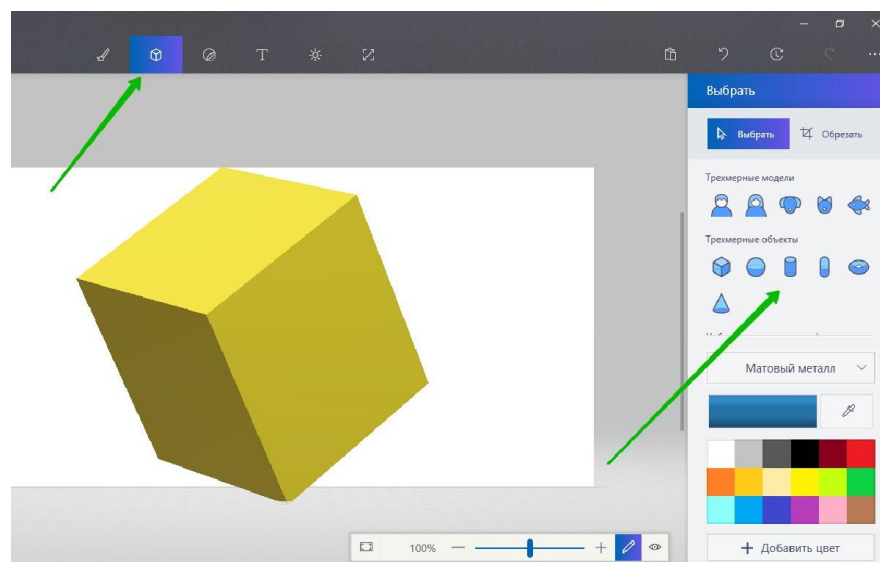 Выбрать
Выбрать Обрезать
Трехмерные модели
Трехмерные объекты
Матовый металл
100%
Добавить цвет